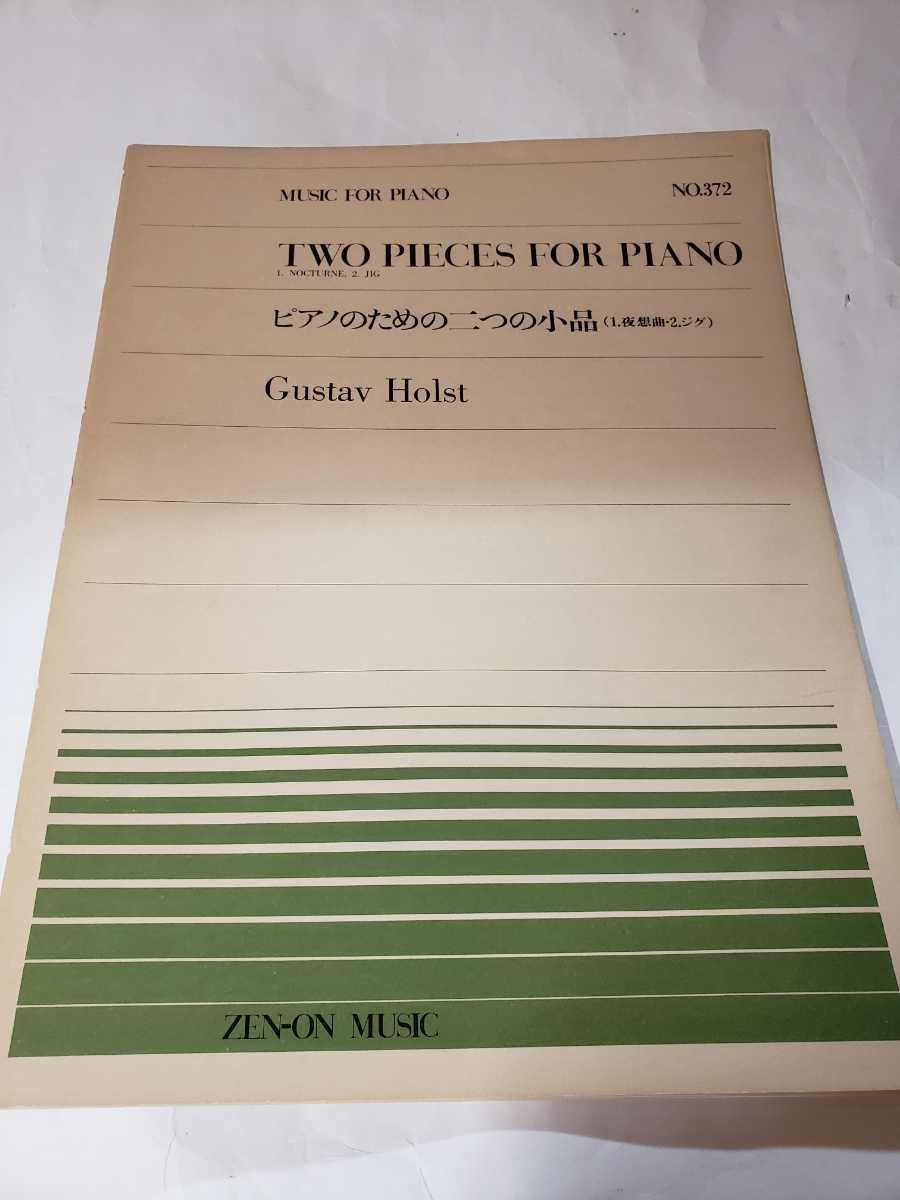 MUSIC FOR PIANO NO.372
TWO PIECES FOR PIANO
1. NOCTURNE, 2. JIG
ピアノのための二つの小品(1.夜想曲・2.ジグ)
Gustav Holst
ZEN-ON MUSIC